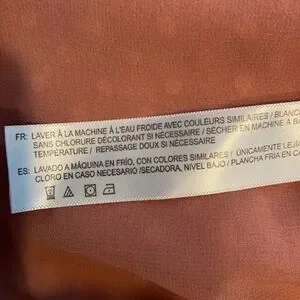 FR: LAVER À LA MACHINE À L'EAU FROIDE AVEC COULEURS SIMILAIRES / BLANC
SANS CHLORURE DÉCOLORANT SI NÉCESSAIRE / SÉCHER EN MACHINE À BA
TEMPÉRATURE / REPASSAGE DOUX SI NÉCESSAIRE
ES: LAVADO A MÁQUINA EN FRÍO, CON COLORES SIMILARES / ÚNICAMENTE LEJÍ
CLORO EN CASO NECESARIO /SECADORA, NIVEL BAJO / PLANCHA FRÍA EN CA